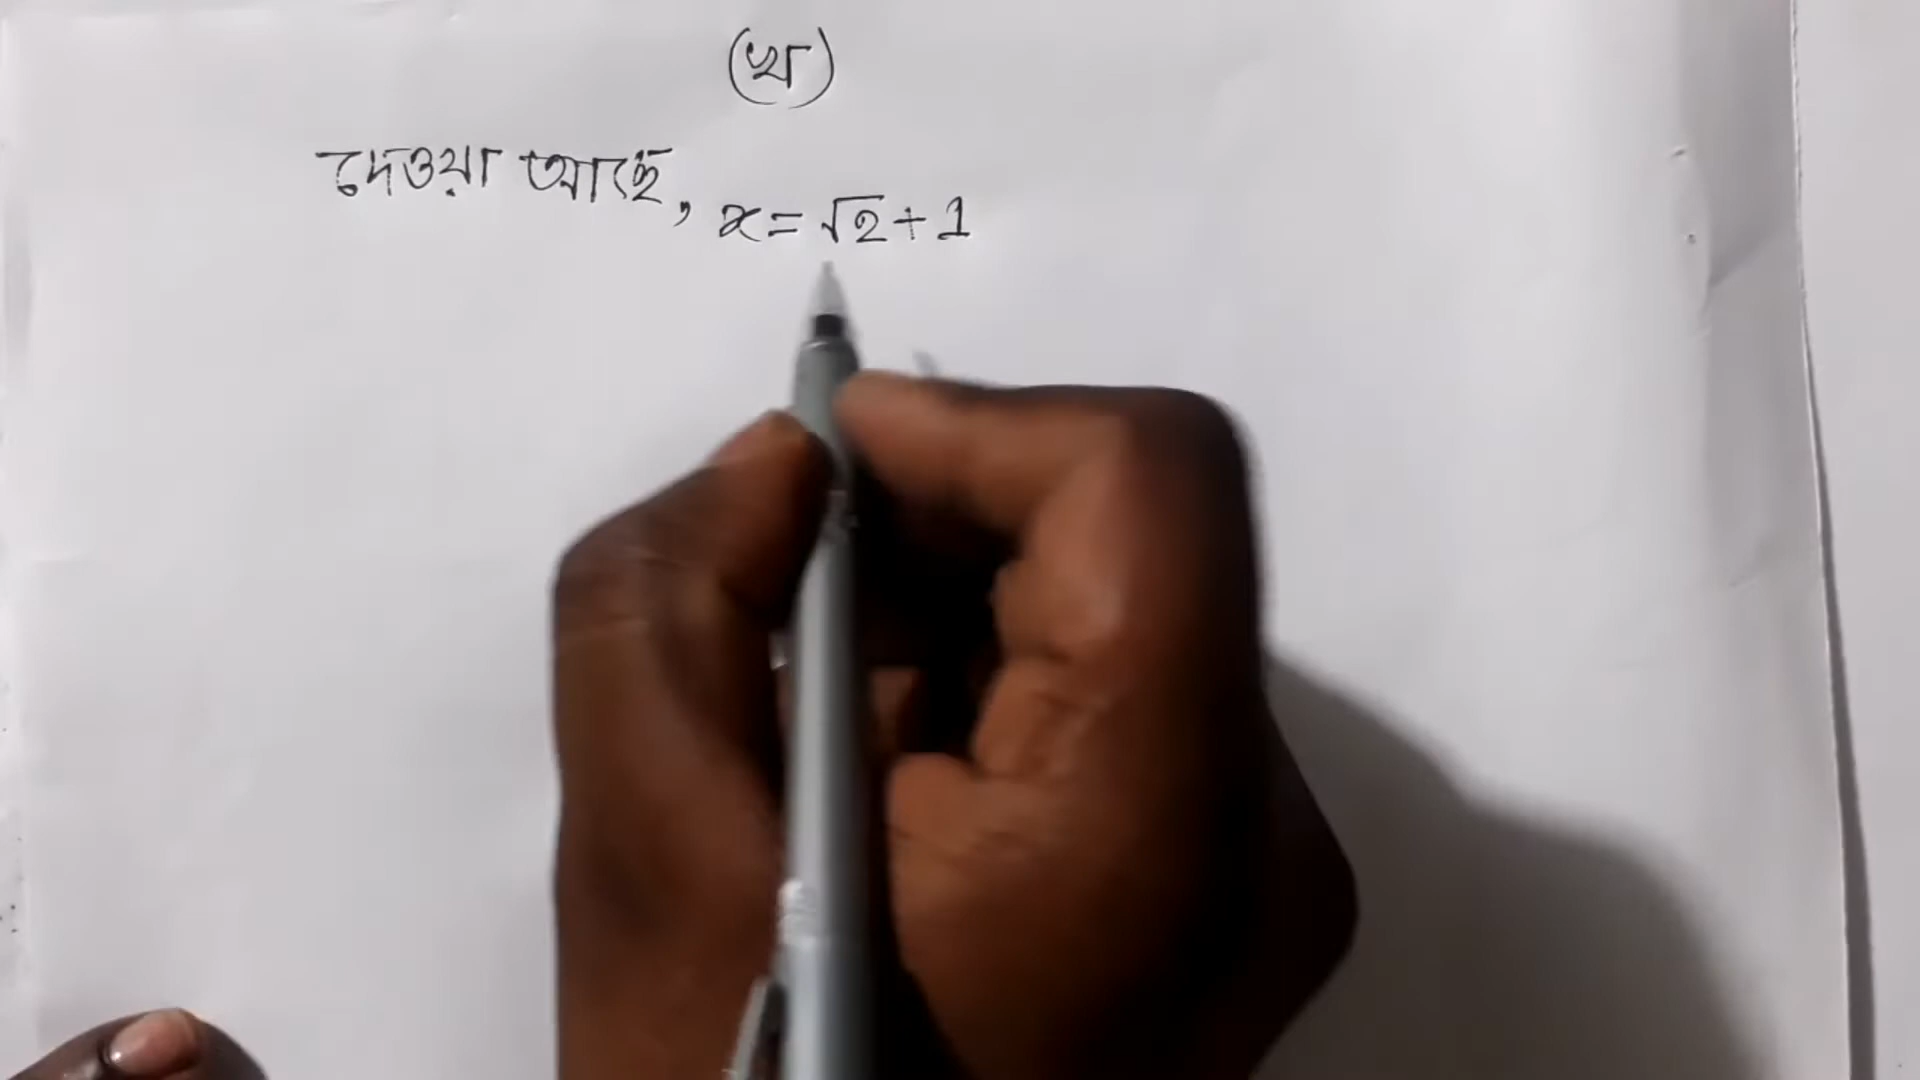 (খ)
দেওয়া আছে, x = √2 + 1